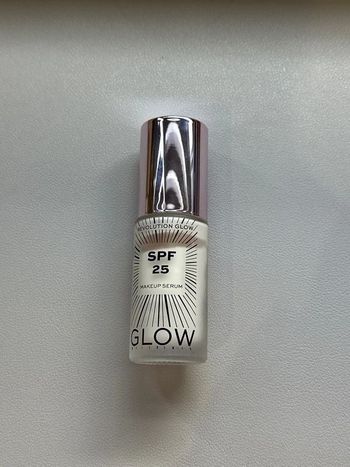 REVOLUTION GLOW
SPF
25
MAKEUP SERUM
GLOW